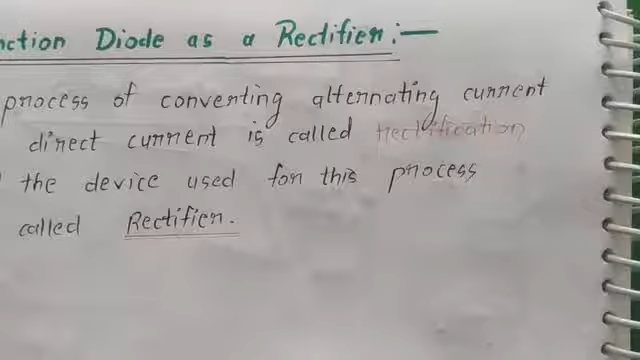 nction Diode as a Rectifier:—
process of converting alternating current
direct current is called rectification
the device used for this process
called Rectifier.